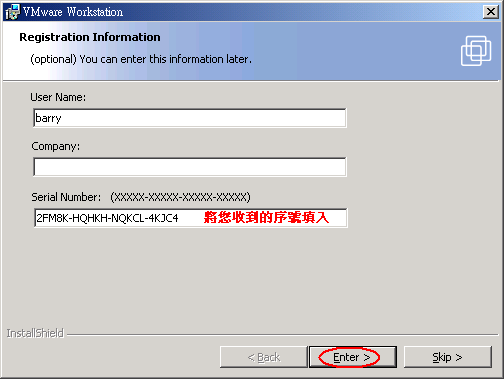 VMware Workstation
Registration Information
(optional) You can enter this information later.
User Name:
barry
Company:
Serial Number: (XXXXX-XXXXX-XXXXX-XXXXX)
2FM8K-HQHKH-NQKCL-4KJC4 將您收到的序號填入
InstallShield
< Back Enter > Skip >